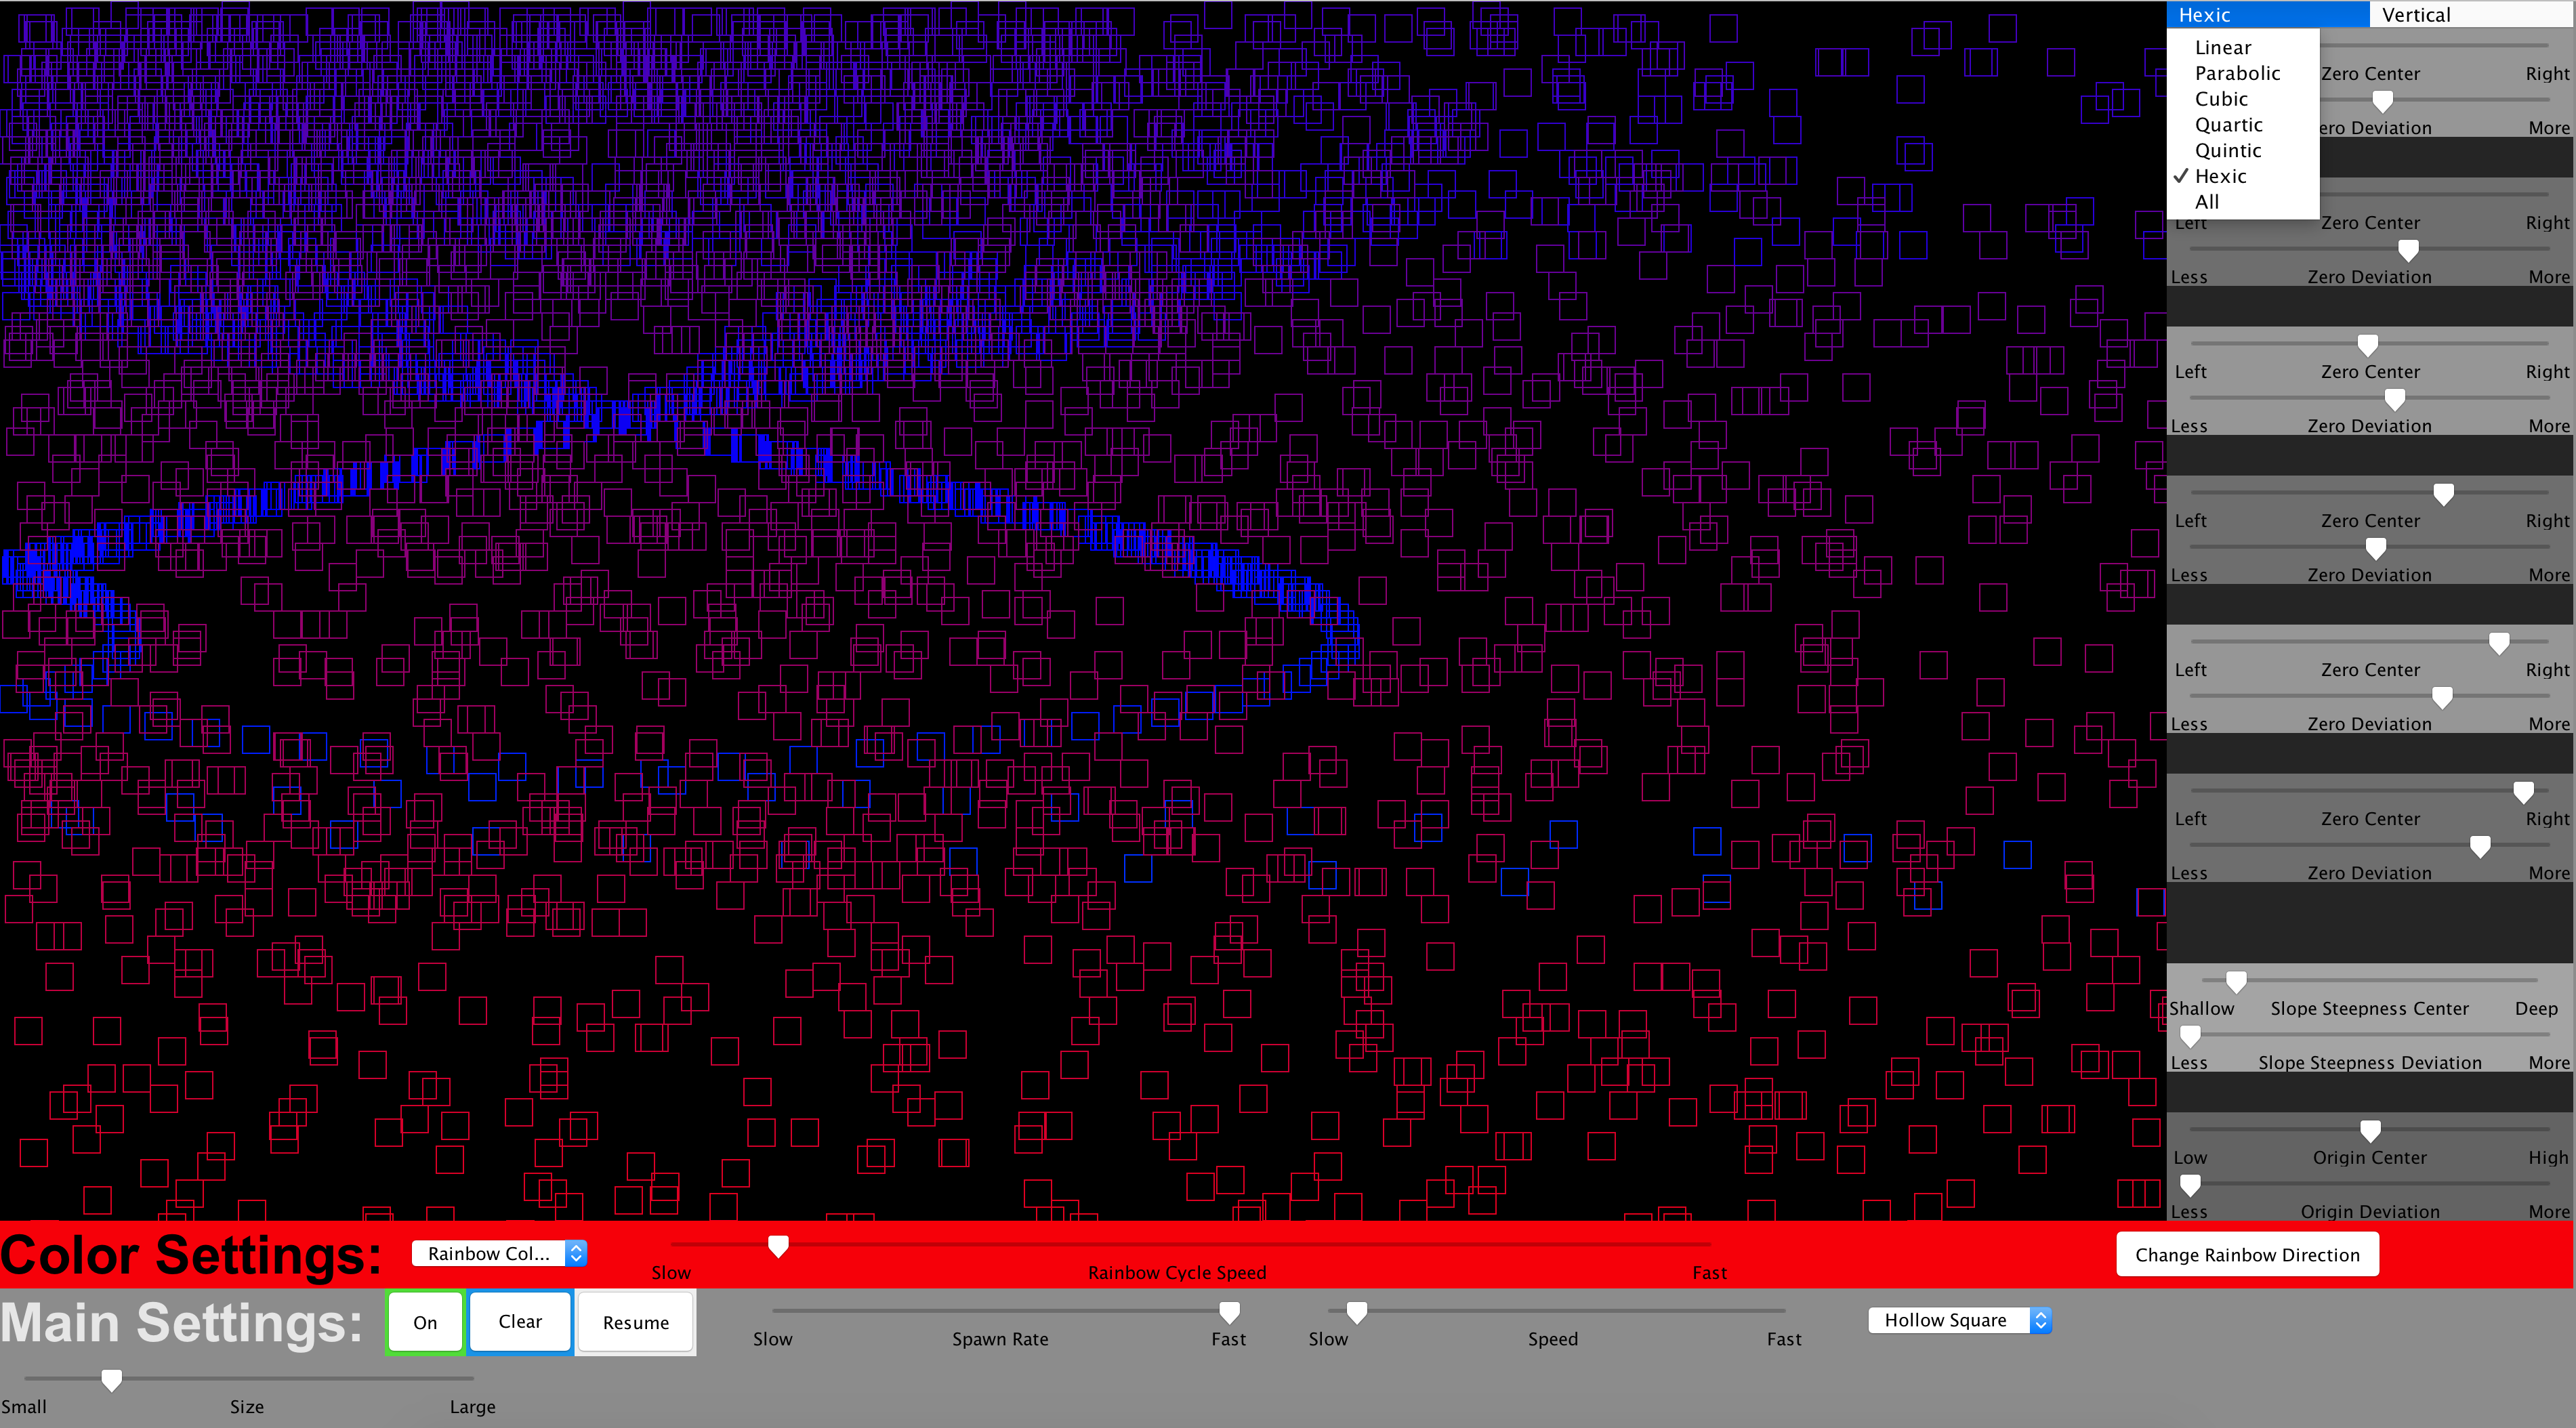 Hexic Vertical
Linear
Parabolic
Cubic
Quartic
Quintic
✓ Hexic
All
Zero Center Right
ero Deviation More
Left Zero Center Right
Less Zero Deviation More
Left Zero Center Right
Less Zero Deviation More
Left Zero Center Right
Less Zero Deviation More
Left Zero Center Right
Less Zero Deviation More
Left Zero Center Right
Less Zero Deviation More
Shallow Slope Steepness Center Deep
Less Slope Steepness Deviation More
Low Origin Center High
Less Origin Deviation More
Color Settings: Rainbow Col... Slow Rainbow Cycle Speed Fast Change Rainbow Direction
Main Settings: On Clear Resume Slow Spawn Rate Fast Slow Speed Fast Hollow Square
Small Size Large